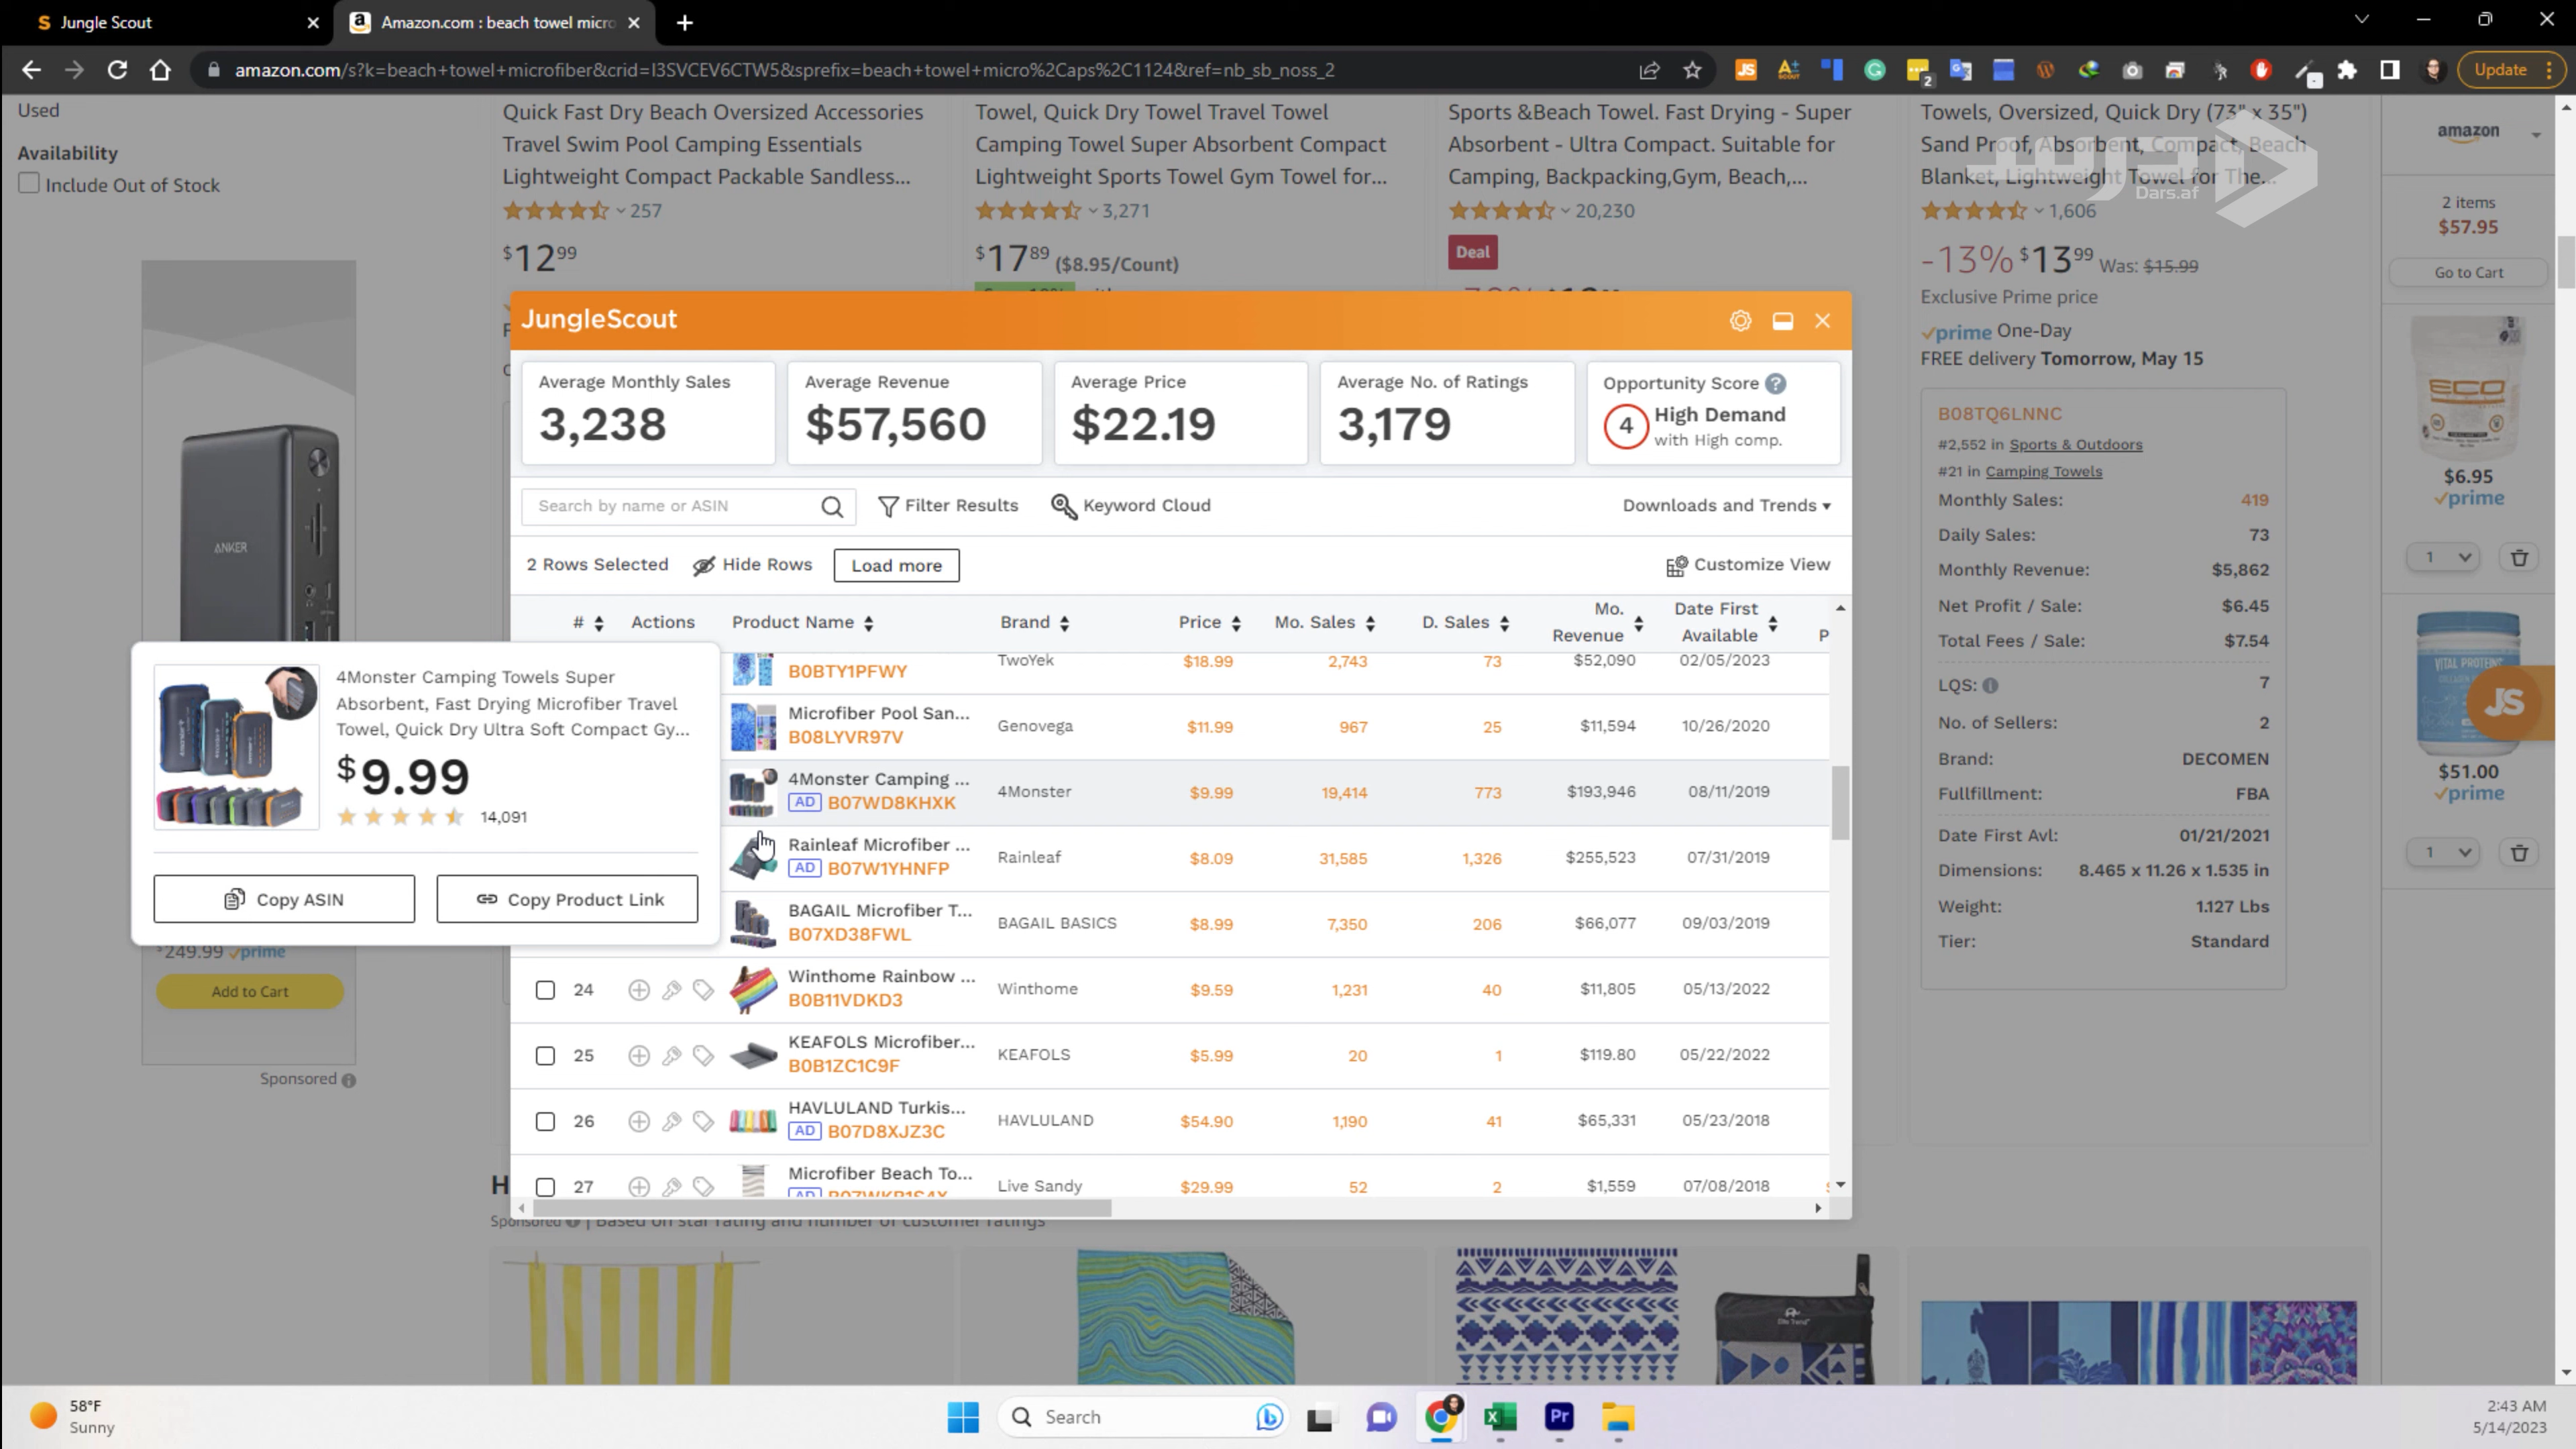 Jungle Scout
Amazon.com : beach towel micro
amazon.com/s?k=beach+towel+microfiber&crid=I3SVCEV6CTW5&sprefix=beach+towel+micro%2Caps%2C1124&ref=nb_sb_noss_2
Update
Used
Availability
Include Out of Stock
Quick Fast Dry Beach Oversized Accessories
Travel Swim Pool Camping Essentials
Lightweight Compact Packable Sandless...
257
$12 99
Towel, Quick Dry Towel Travel Towel
Camping Towel Super Absorbent Compact
Lightweight Sports Towel Gym Towel for...
3,271
$17 89 ($8.95/Count)
Sports &Beach Towel. Fast Drying - Super
Absorbent - Ultra Compact. Suitable for
Camping, Backpacking,Gym, Beach,...
20,230
Deal
Towels, Oversized, Quick Dry (73" x 35")
Sand Proof, Absorbent, Compact, Beach
Blanket, Lightweight Towel for The...
1,606
-13% $13 99 Was: $15.99
Exclusive Prime price
prime One-Day
FREE delivery Tomorrow, May 15
درس
Dars.af
amazon
2 items
$57.95
Go to Cart
$6.95
prime
1
$51.00
prime
1
ECO
VITAL PROTEINS
JS
JungleScout
Average Monthly Sales
3,238
Average Revenue
$57,560
Average Price
$22.19
Average No. of Ratings
3,179
Opportunity Score
4
High Demand
with High comp.
Search by name or ASIN
Filter Results
Keyword Cloud
Downloads and Trends
2 Rows Selected
Hide Rows
Load more
Customize View
# Actions Product Name Brand Price Mo. Sales D. Sales Mo. Revenue Date First Available P
B0BTY1PFWY TwoYek $18.99 2,743 73 $52,090 02/05/2023
Microfiber Pool San...
B08LYVR97V Genovega $11.99 967 25 $11,594 10/26/2020
4Monster Camping ...
AD B07WD8KHXK 4Monster $9.99 19,414 773 $193,946 08/11/2019
Rainleaf Microfiber ...
AD B07W1YHNFP Rainleaf $8.09 31,585 1,326 $255,523 07/31/2019
BAGAIL Microfiber T...
B07XD38FWL BAGAIL BASICS $8.99 7,350 206 $66,077 09/03/2019
24 Winthome Rainbow ...
B0B11VDKD3 Winthome $9.59 1,231 40 $11,805 05/13/2022
25 KEAFOLS Microfiber...
B0B1ZC1C9F KEAFOLS $5.99 20 1 $119.80 05/22/2022
26 HAVLULAND Turkis...
AD B07D8XJZ3C HAVLULAND $54.90 1,190 41 $65,331 05/23/2018
27 Microfiber Beach To...
Live Sandy $29.99 52 2 $1,559 07/08/2018
4Monster Camping Towels Super
Absorbent, Fast Drying Microfiber Travel
Towel, Quick Dry Ultra Soft Compact Gy...
$9.99
14,091
Copy ASIN
Copy Product Link
ANKER
249.99 prime
Add to Cart
Sponsored
B08TQ6LNNC
#2,552 in Sports & Outdoors
#21 in Camping Towels
Monthly Sales: 419
Daily Sales: 73
Monthly Revenue: $5,862
Net Profit / Sale: $6.45
Total Fees / Sale: $7.54
LQS: 7
No. of Sellers: 2
Brand: DECOMEN
Fullfillment: FBA
Date First Avl: 01/21/2021
Dimensions: 8.465 x 11.26 x 1.535 in
Weight: 1.127 Lbs
Tier: Standard
H
Sponsored | Based on star rating and number of customer ratings
58°F
Sunny
Search
Pr
2:43 AM
5/14/2023